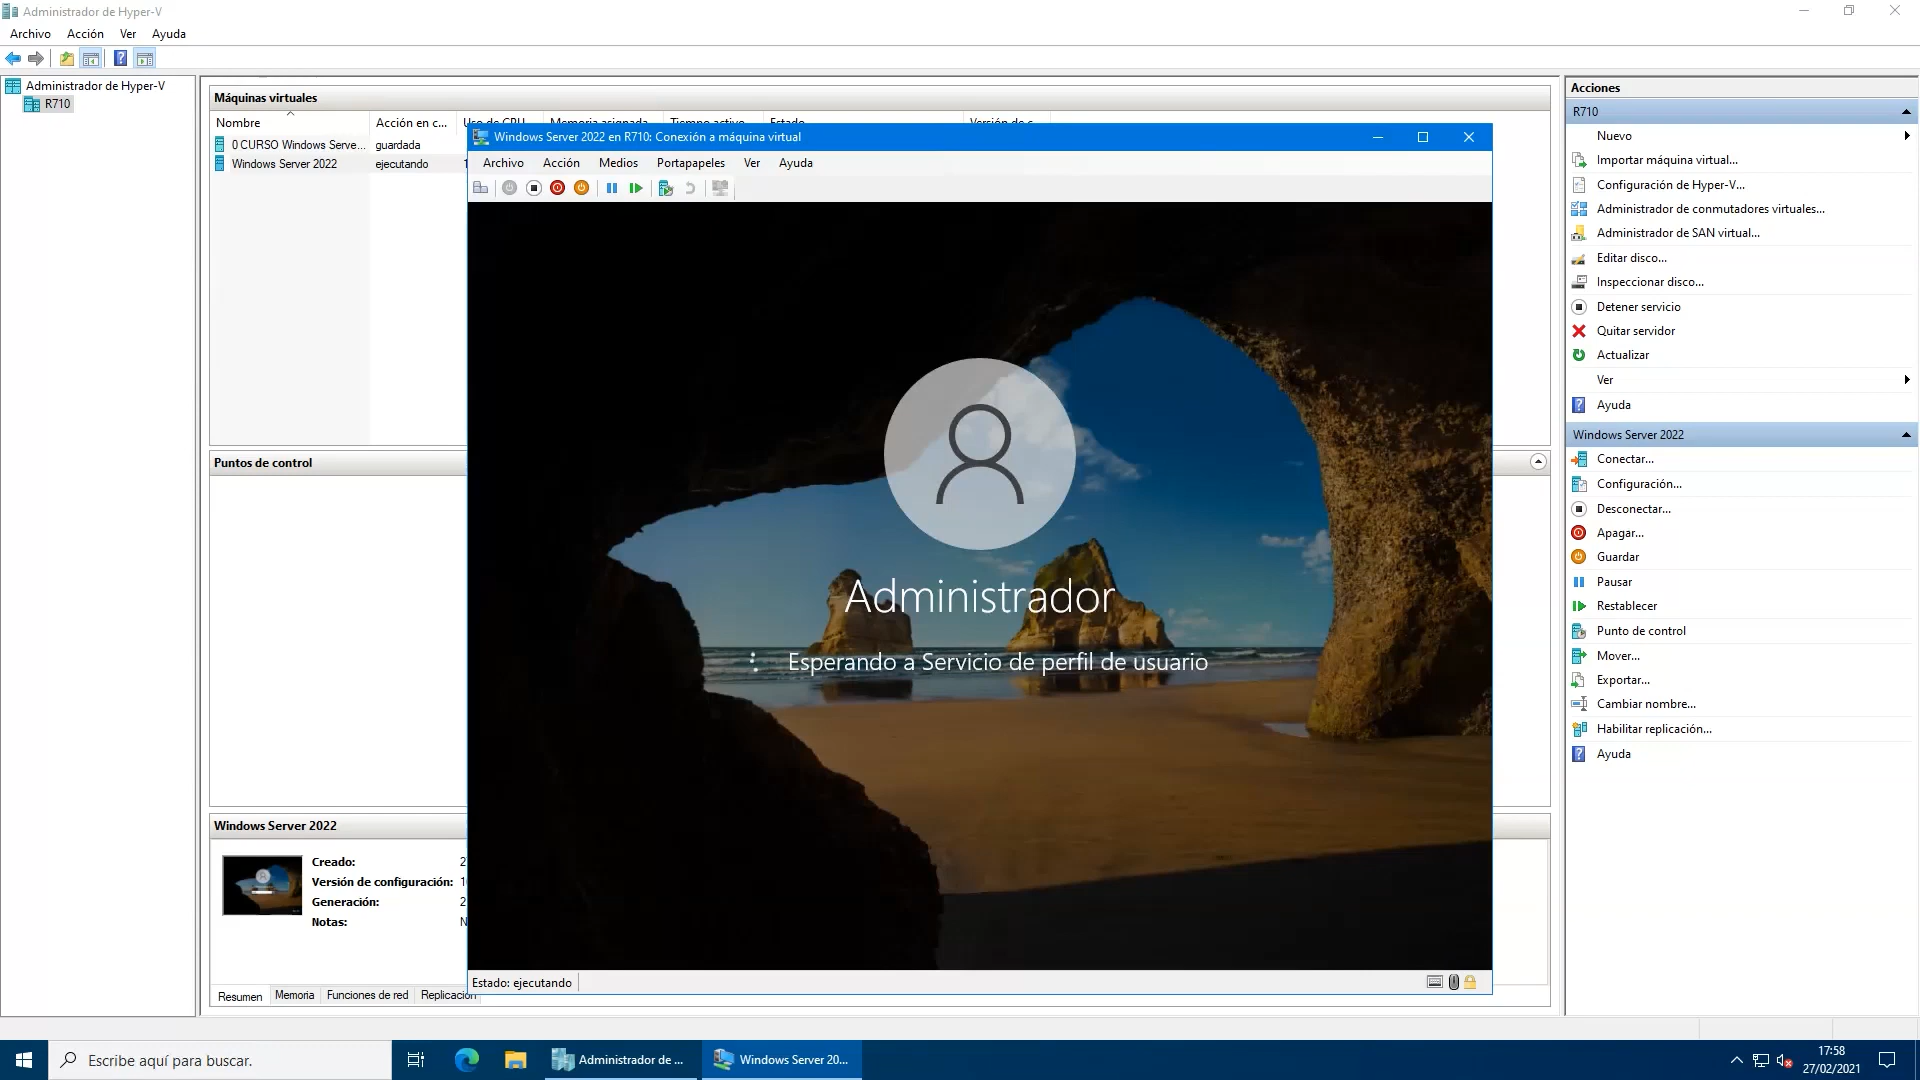 Administrador de Hyper-V
Archivo Acción Ver Ayuda
Administrador de Hyper-V
R710
Máquinas virtuales
Nombre Acción en c...
0 CURSO Windows Serve... guardada
Windows Server 2022 ejecutando
Puntos de control
Windows Server 2022
Creado:
Versión de configuración:
Generación:
Notas:
Resumen Memoria Funciones de red Replicación
Windows Server 2022 en R710: Conexión a máquina virtual
Archivo Acción Medios Portapapeles Ver Ayuda
Administrador
Esperando a Servicio de perfil de usuario
Estado: ejecutando
Acciones
R710
Nuevo
Importar máquina virtual...
Configuración de Hyper-V...
Administrador de conmutadores virtuales...
Administrador de SAN virtual...
Editar disco...
Inspeccionar disco...
Detener servicio
Quitar servidor
Actualizar
Ver
Ayuda
Windows Server 2022
Conectar...
Configuración...
Desconectar...
Apagar...
Guardar
Pausar
Restablecer
Punto de control
Mover...
Exportar...
Cambiar nombre...
Habilitar replicación...
Ayuda
Escribe aquí para buscar.
Administrador de ...
Windows Server 20...
17:58
27/02/2021